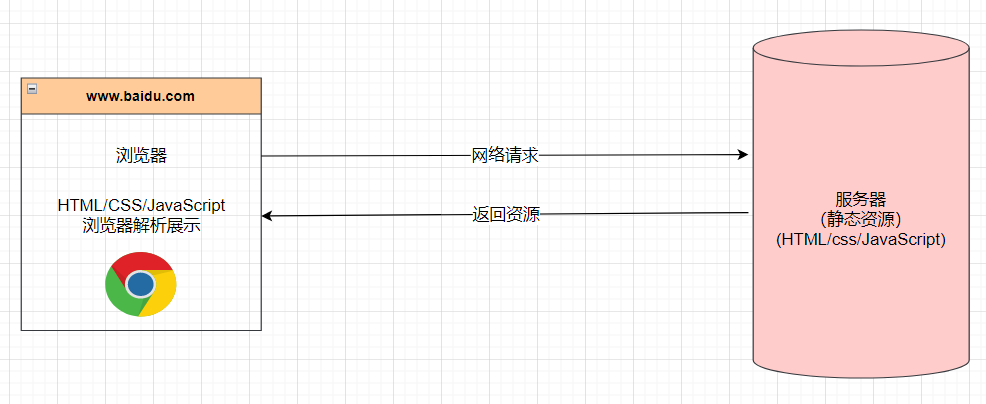 www.baidu.com
浏览器
HTML/CSS/JavaScript
浏览器解析展示
网络请求
返回资源
服务器
(静态资源)
(HTML/css/JavaScript)